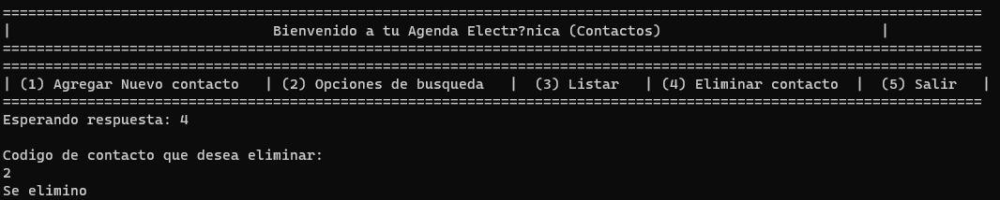 ====================================================================================================================
|                               Bienvenido a tu Agenda Electr?nica (Contactos)                          |
====================================================================================================================
====================================================================================================================
| (1) Agregar Nuevo contacto   | (2) Opciones de busqueda   |  (3) Listar   | (4) Eliminar contacto  |  (5) Salir   |
====================================================================================================================
Esperando respuesta: 4
Codigo de contacto que desea eliminar:
2
Se elimino